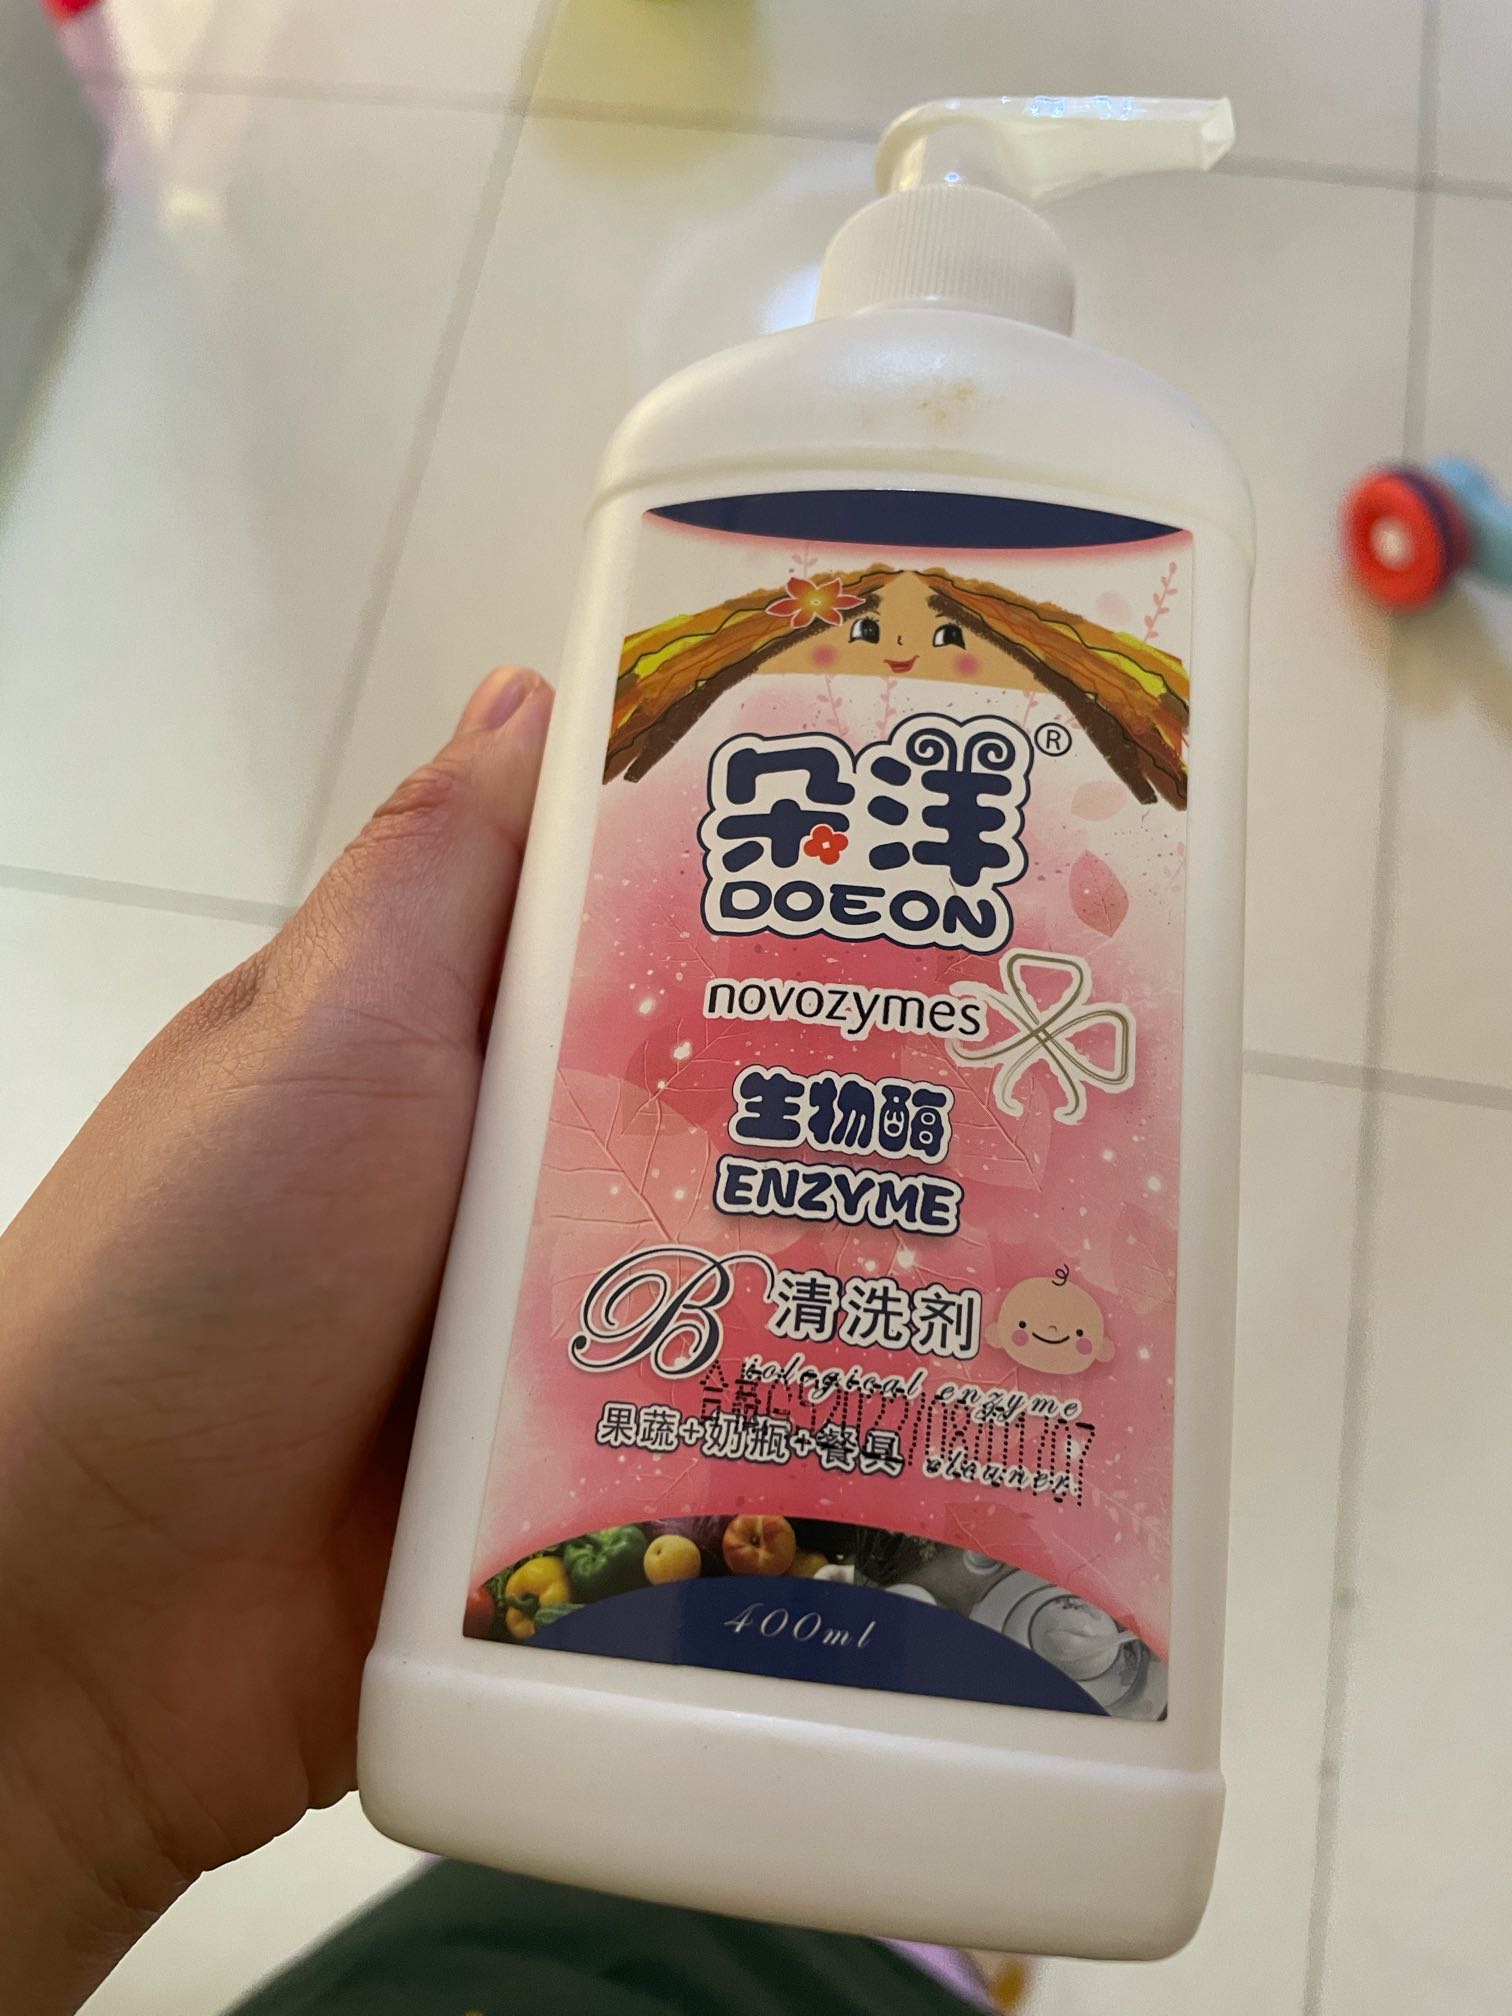 朵洋®
DOEON
novozymes
生物酶
ENZYME
B 清洗剂
iological enzyme
cleaner
果蔬+奶瓶+餐具
400ml